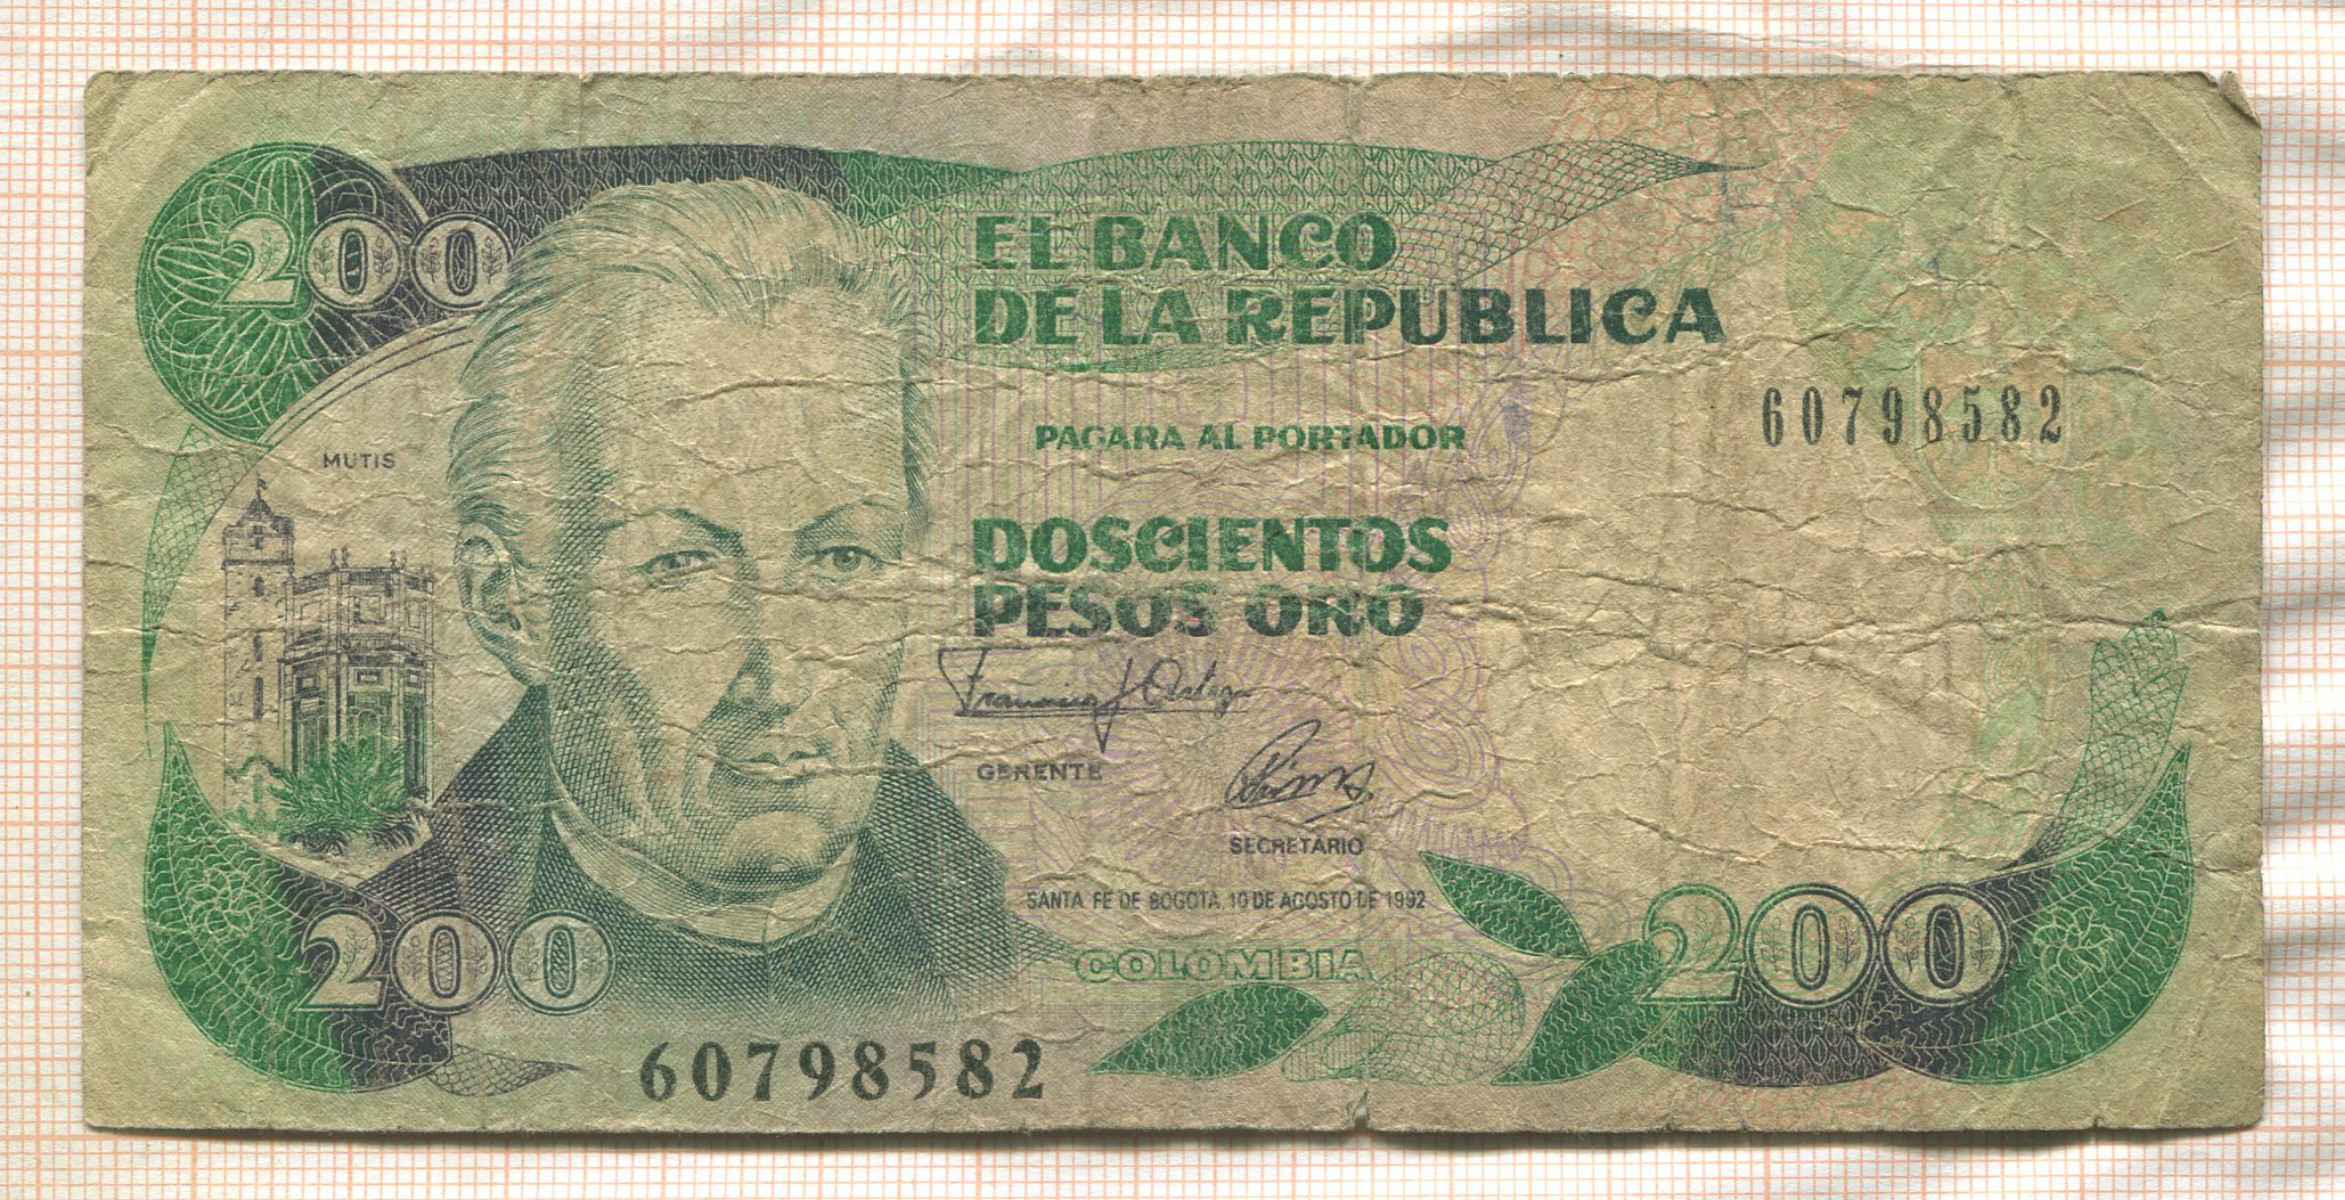 200
EL BANCO
DE LA REPUBLICA
60798582
PAGARA AL PORTADOR
MUTIS
DOSCIENTOS
PESOS ORO
GERENTE
SECRETARIO
SANTA FE DE BOGOTA, 10 DE AGOSTO DE 1992
COLOMBIA
200
200
60798582